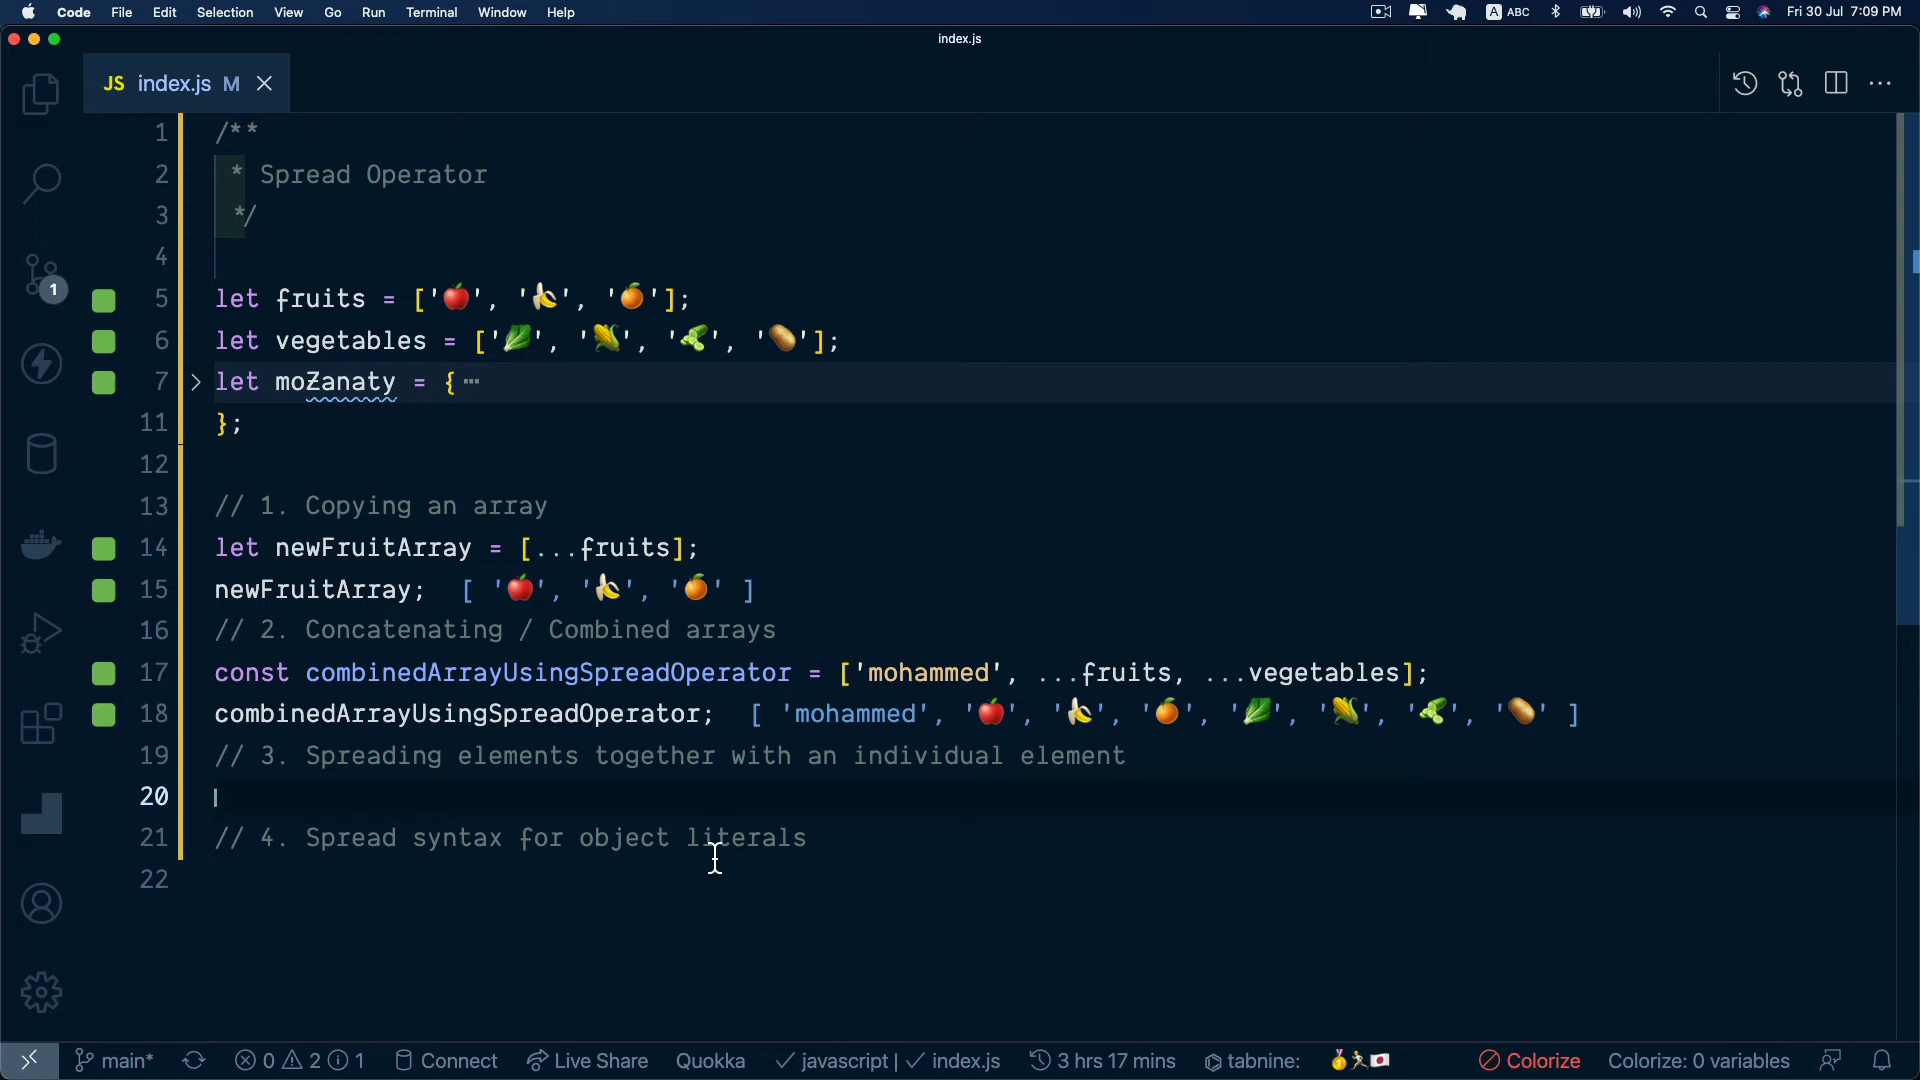 Code File Edit Selection View Go Run Terminal Window Help A ABC Fri 30 Jul 7:09 PM
index.js
JS index.js M
1 /**
2 * Spread Operator
3 */
4
5 let fruits = ['🍎', '🍌', '🍊'];
6 let vegetables = ['🥬', '🌽', '🥒', '🥔'];
7 let moZanaty = { ⋯
11 };
12
13 // 1. Copying an array
14 let newFruitArray = [...fruits];
15 newFruitArray; [ '🍎', '🍌', '🍊' ]
16 // 2. Concatenating / Combined arrays
17 const combinedArrayUsingSpreadOperator = ['mohammed', ...fruits, ...vegetables];
18 combinedArrayUsingSpreadOperator; [ 'mohammed', '🍎', '🍌', '🍊', '🥬', '🌽', '🥒', '🥔' ]
19 // 3. Spreading elements together with an individual element
20
21 // 4. Spread syntax for object literals
22
1
main* 0 2 1 Connect Live Share Quokka ✓ javascript | ✓ index.js 3 hrs 17 mins tabnine: 🥇🏃🇯🇵 Colorize Colorize: 0 variables